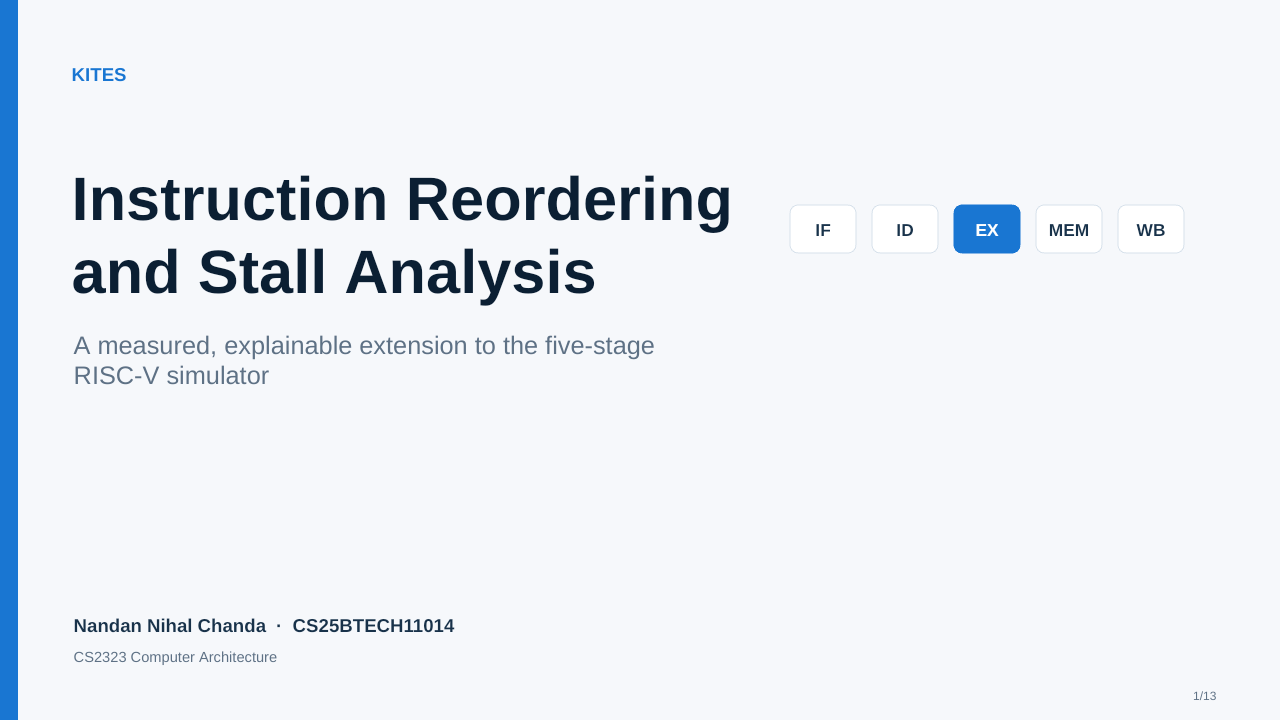 KITES
Instruction Reordering
and Stall Analysis
IF ID EX MEM WB
A measured, explainable extension to the five-stage
RISC-V simulator
Nandan Nihal Chanda · CS25BTECH11014
CS2323 Computer Architecture
1/13